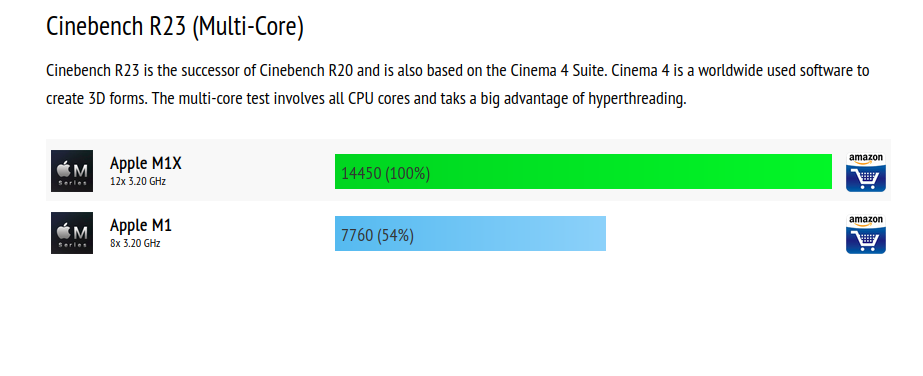 Cinebench R23 (Multi-Core)
Cinebench R23 is the successor of Cinebench R20 and is also based on the Cinema 4 Suite. Cinema 4 is a worldwide used software to
create 3D forms. The multi-core test involves all CPU cores and taks a big advantage of hyperthreading.
M
Series
Apple M1X
12x 3.20 GHz
14450 (100%)
amazon
M
Series
Apple M1
8x 3.20 GHz
7760 (54%)
amazon